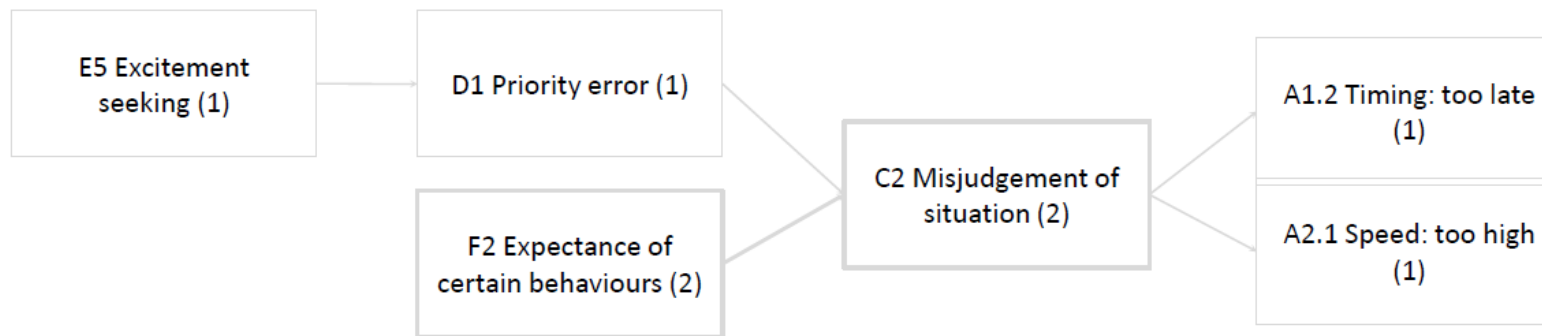 E5 Excitement
seeking (1)
D1 Priority error (1)
F2 Expectance of
certain behaviours (2)
C2 Misjudgement of
situation (2)
A1.2 Timing: too late
(1)
A2.1 Speed: too high
(1)